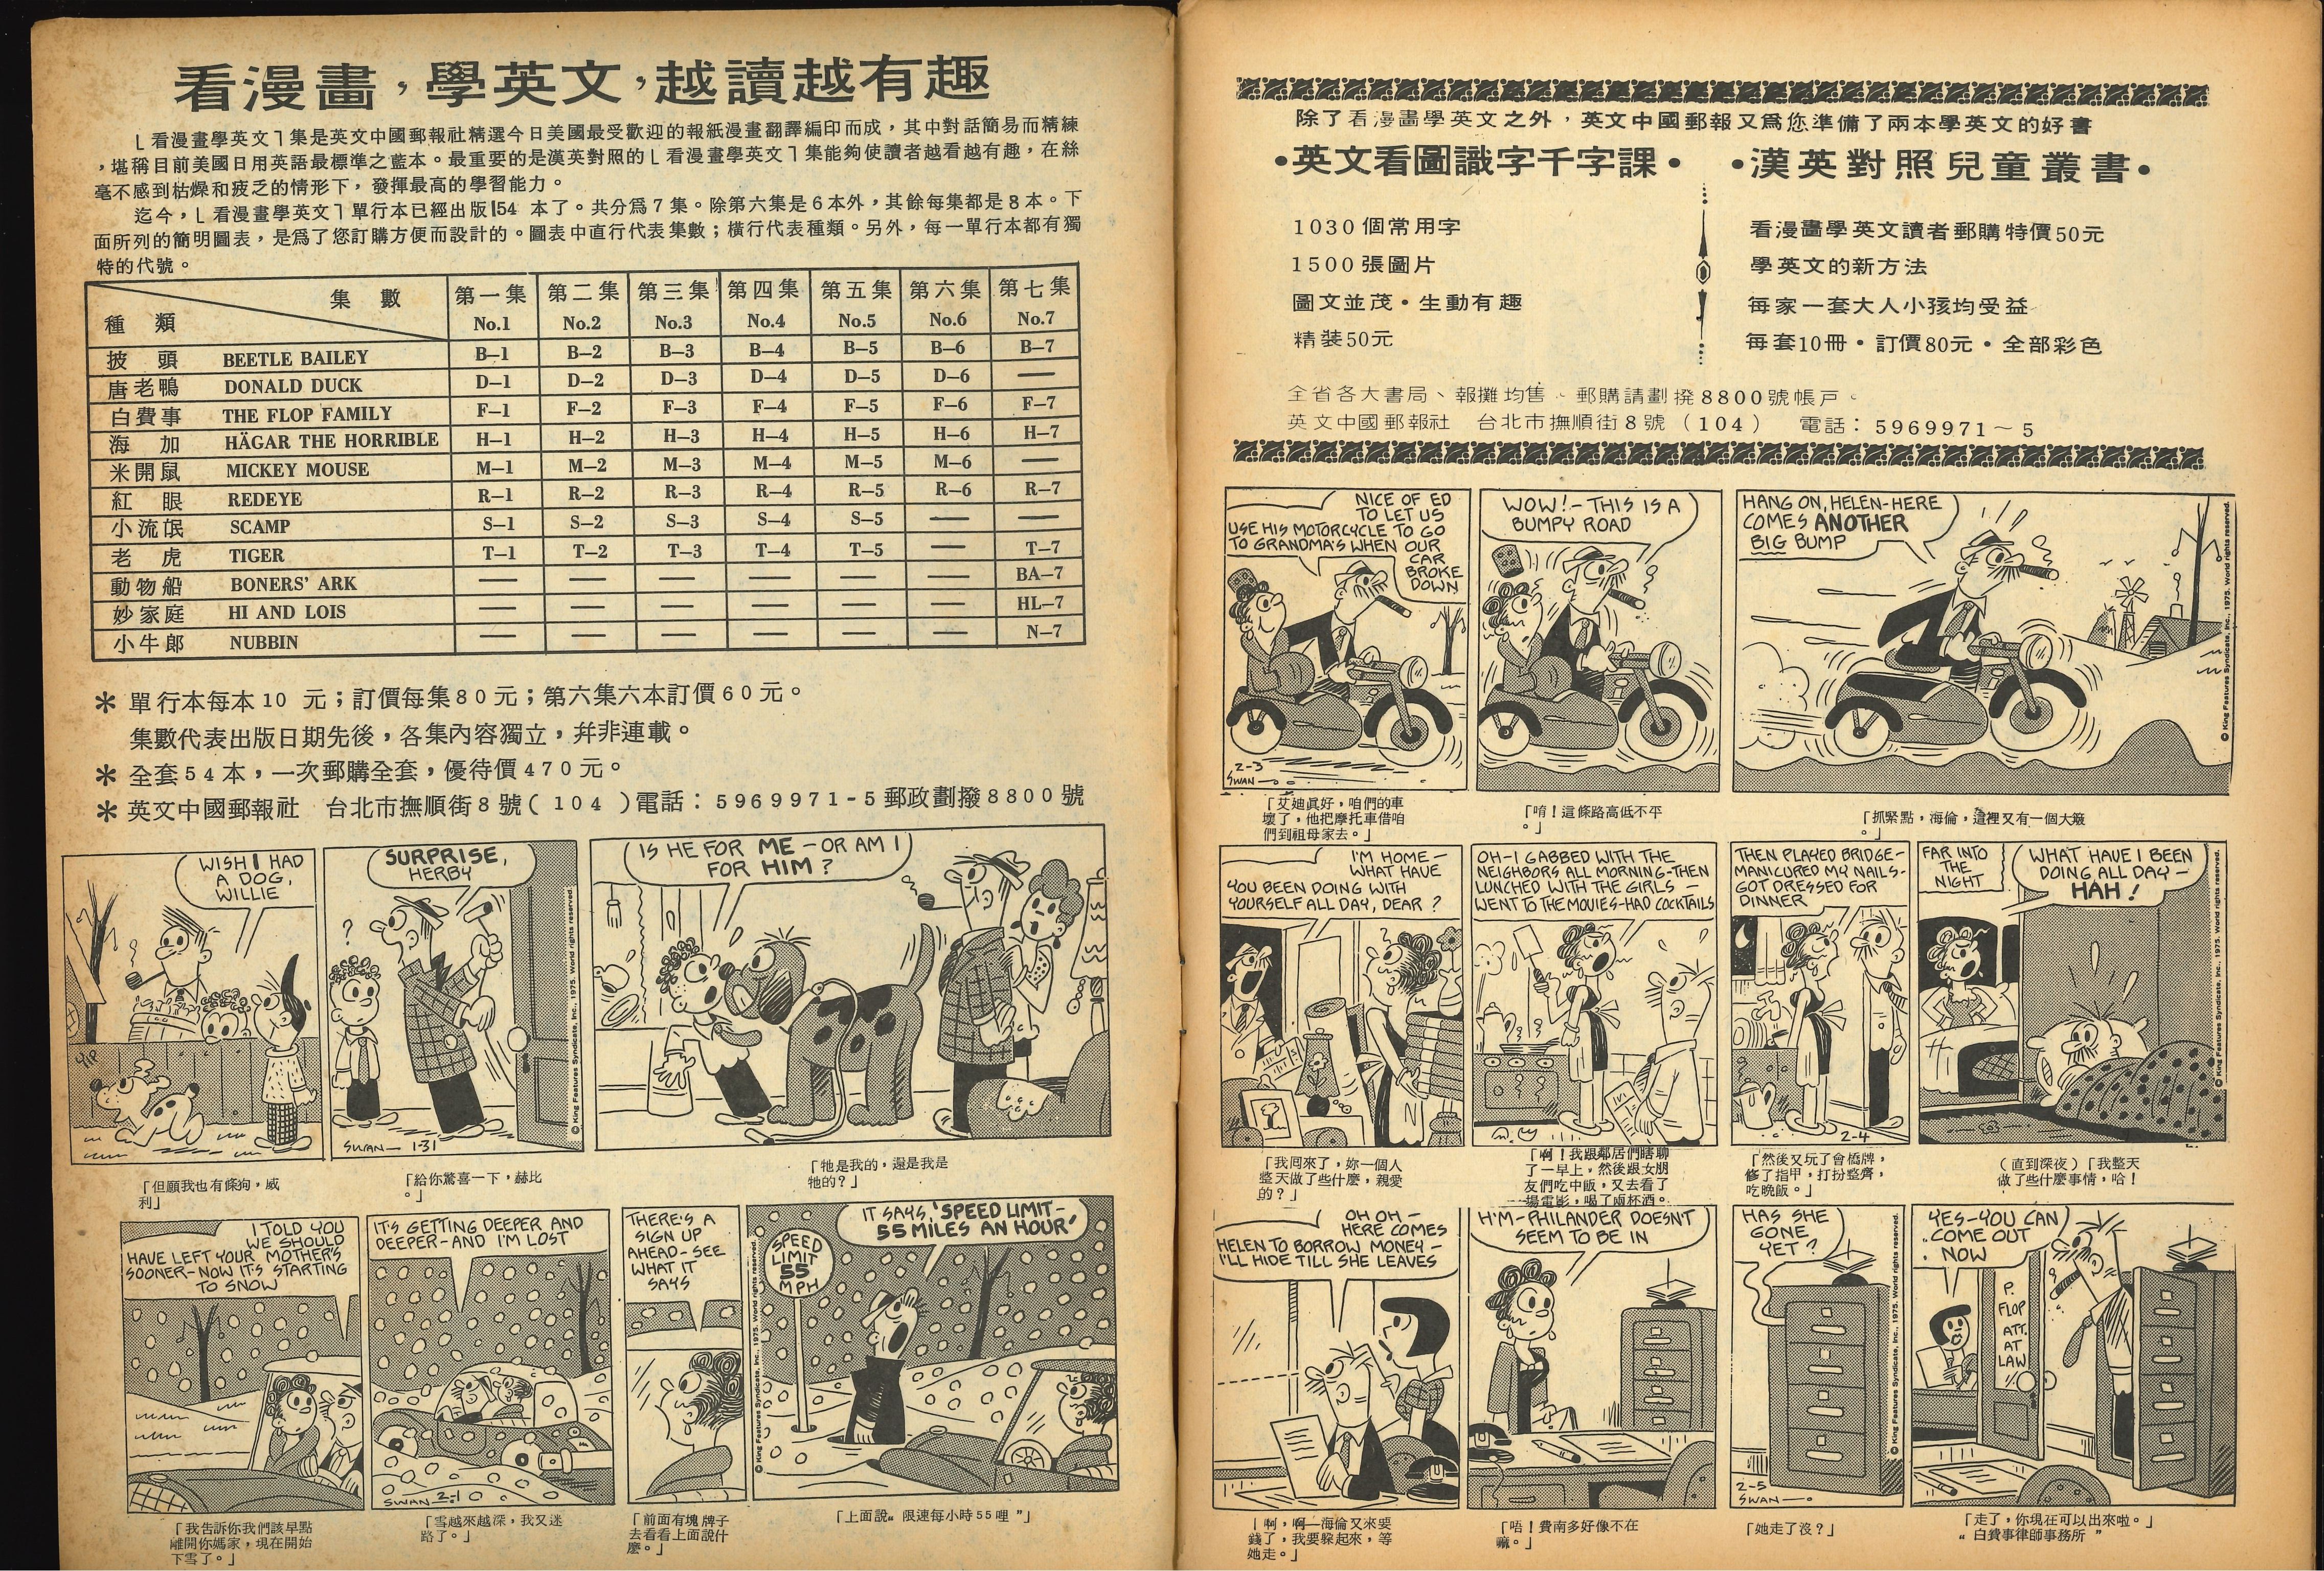 看漫畫，學英文，越讀越有趣
「看漫畫學英文」集是英文中國郵報社精選今日美國最受歡迎的報紙漫畫翻譯編印而成，其中對話簡易而精練
，堪稱目前美國日用英語最標準之藍本。最重要的是漢英對照的「看漫畫學英文」集能夠使讀者越看越有趣，在絲
毫不感到枯燥和疲乏的情形下，發揮最高的學習能力。
迄今，「看漫畫學英文」單行本已經出版54 本了。共分爲7集。除第六集是6本外，其餘每集都是8本。下
面所列的簡明圖表，是爲了您訂購方便而設計的。圖表中直行代表集數；橫行代表種類。另外，每一單行本都有獨
特的代號。
集　數　第一集　第二集　第三集　第四集　第五集　第六集　第七集
種　類　No.1 No.2 No.3 No.4 No.5 No.6 No.7
披　頭 BEETLE BAILEY B-1 B-2 B-3 B-4 B-5 B-6 B-7
唐老鴨 DONALD DUCK D-1 D-2 D-3 D-4 D-5 D-6 —
白費事 THE FLOP FAMILY F-1 F-2 F-3 F-4 F-5 F-6 F-7
海　加 HÄGAR THE HORRIBLE H-1 H-2 H-3 H-4 H-5 H-6 H-7
米開鼠 MICKEY MOUSE M-1 M-2 M-3 M-4 M-5 M-6 —
紅　眼 REDEYE R-1 R-2 R-3 R-4 R-5 R-6 R-7
小流氓 SCAMP S-1 S-2 S-3 S-4 S-5 — —
老　虎 TIGER T-1 T-2 T-3 T-4 T-5 — T-7
動物船 BONERS' ARK — — — — — — BA-7
妙家庭 HI AND LOIS — — — — — — HL-7
小牛郎 NUBBIN — — — — — — N-7
＊ 單行本每本10 元；訂價每集80元；第六集六本訂價60元。
集數代表出版日期先後，各集內容獨立，幷非連載。
＊ 全套54本，一次郵購全套，優待價470元。
＊ 英文中國郵報社　台北市撫順街8號(104)電話：5969971-5郵政劃撥8800號
WISH I HAD
A DOG,
WILLIE
YIP
「但願我也有條狗，威
利」
SURPRISE,
HERBY
?
SWAN— 1-31
© King Features Syndicate, Inc., 1975. World rights reserved.
「給你驚喜一下，赫比
。」
IS HE FOR ME – OR AM I
FOR HIM ?
「牠是我的，還是我是
牠的？」
I TOLD YOU
WE SHOULD
HAVE LEFT YOUR MOTHER'S
SOONER–NOW IT'S STARTING
TO SNOW
「我告訴你我們該早點
離開你媽家，現在開始
下雪了。」
IT'S GETTING DEEPER AND
DEEPER–AND I'M LOST
SWAN 2-1
「雪越來越深，我又迷
路了。」
THERE'S A
SIGN UP
AHEAD–SEE
WHAT IT
SAYS
「前面有塊牌子
去看看上面說什
麼。」
© King Features Syndicate, Inc., 1975. World rights reserved.
IT SAYS, 'SPEED LIMIT–
55 MILES AN HOUR'
SPEED
LIMIT
55
MPH
「上面說“限速每小時55哩”」
除了看漫畫學英文之外，英文中國郵報又爲您準備了兩本學英文的好書
•英文看圖識字千字課•
1030個常用字
1500張圖片
圖文並茂•生動有趣
精裝50元
•漢英對照兒童叢書•
看漫畫學英文讀者郵購特價50元
學英文的新方法
每家一套大人小孩均受益
每套10冊•訂價80元•全部彩色
全省各大書局、報攤均售、郵購請劃撥8800號帳戶。
英文中國郵報社　台北市撫順街8號（104）　電話：5969971～5
NICE OF ED
TO LET US
USE HIS MOTORCYCLE TO GO
TO GRANDMA'S WHEN OUR
CAR
BROKE
DOWN
2-3
SWAN—
「艾迪眞好，咱們的車
壞了，他把摩托車借咱
們到祖母家去。」
WOW!–THIS IS A
BUMPY ROAD
「唷！這條路高低不平
。」
HANG ON, HELEN–HERE
COMES ANOTHER
BIG BUMP
© King Features Syndicate, Inc., 1975. World rights reserved.
「抓緊點，海倫，這裡又有一個大簸
。」
I'M HOME–
WHAT HAVE
YOU BEEN DOING WITH
YOURSELF ALL DAY, DEAR ?
「我回來了，妳一個人
整天做了些什麼，親愛
的？」
OH–I GABBED WITH THE
NEIGHBORS ALL MORNING–THEN
LUNCHED WITH THE GIRLS –
WENT TO THE MOVIES–HAD COCKTAILS
「啊！我跟鄰居們瞎聊
了一早上，然後跟女朋
友們吃中飯，又去看了
場電影，喝了兩杯酒。
THEN PLAYED BRIDGE–
MANICURED MY NAILS–
GOT DRESSED FOR
DINNER
2-4
「然後又玩了會橋牌，
修了指甲，打扮整齊，
吃晚飯。」
FAR INTO
THE
NIGHT
WHAT HAVE I BEEN
DOING ALL DAY–
HAH !
© King Features Syndicate, Inc., 1975. World rights reserved.
（直到深夜）「我整天
做了些什麼事情，哈！
OH OH –
HERE COMES
HELEN TO BORROW MONEY –
I'LL HIDE TILL SHE LEAVES
「啊，啊—海倫又來要
錢了，我要躲起來，等
她走。」
H'M–PHILANDER DOESN'T
SEEM TO BE IN
「唔！費南多好像不在
嘛。」
HAS SHE
GONE
YET ?
2-5
SWAN—
© King Features Syndicate, Inc., 1975. World rights reserved.
「她走了沒？」
YES–YOU CAN
COME OUT
NOW
P.
FLOP
ATT.
AT
LAW
「走了，你現在可以出來啦。」
“白費事律師事務所”